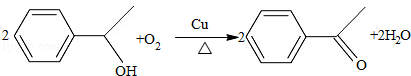 2 OH +O₂ Cu △ 2 O +2H₂O